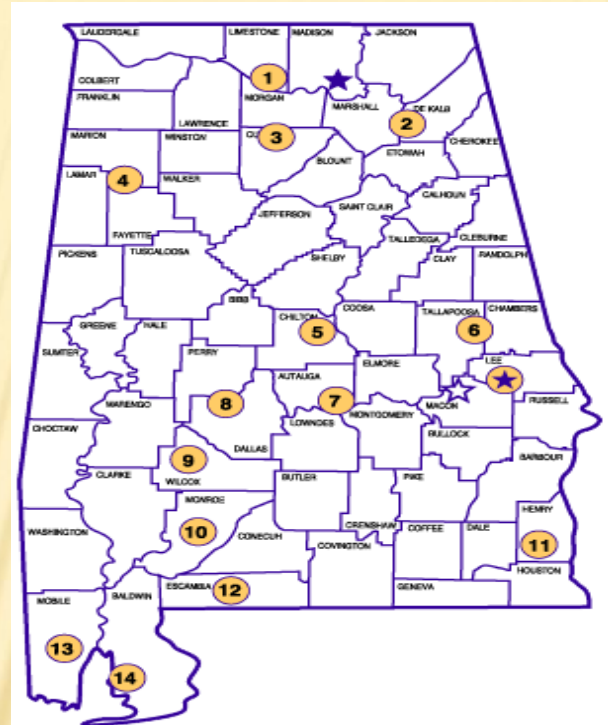 LAUDERDALE
LIMESTONE
MADISON
JACKSON
COLBERT
1
FRANKLIN
MORGAN
MARSHALL
DE KALB
2
LAWRENCE
MARION
WINSTON
3
CHEROKEE
ETOWAH
BLOUNT
LAMAR
4
WALKER
SAINT CLAIR
CALHOUN
JEFFERSON
FAYETTE
CLEBURNE
PICKENS
TUSCALOOSA
TALLEDEGA
CLAY
RANDOLPH
SHELBY
BIBB
COOSA
TALLAPOOSA
CHAMBERS
GREENE
HALE
CHILTON
5
6
SUMTER
PERRY
ELMORE
LEE
AUTAUGA
MARENGO
8
7
MACON
RUSSELL
LOWNDES
MONTGOMERY
CHOCTAW
DALLAS
BULLOCK
9
BARBOUR
CLARKE
WILCOX
BUTLER
PIKE
MONROE
HENRY
WASHINGTON
10
CONECUH
CRENSHAW
COFFEE
DALE
COVINGTON
11
HOUSTON
MOBILE
BALDWIN
ESCAMBIA
12
GENEVA
13
14